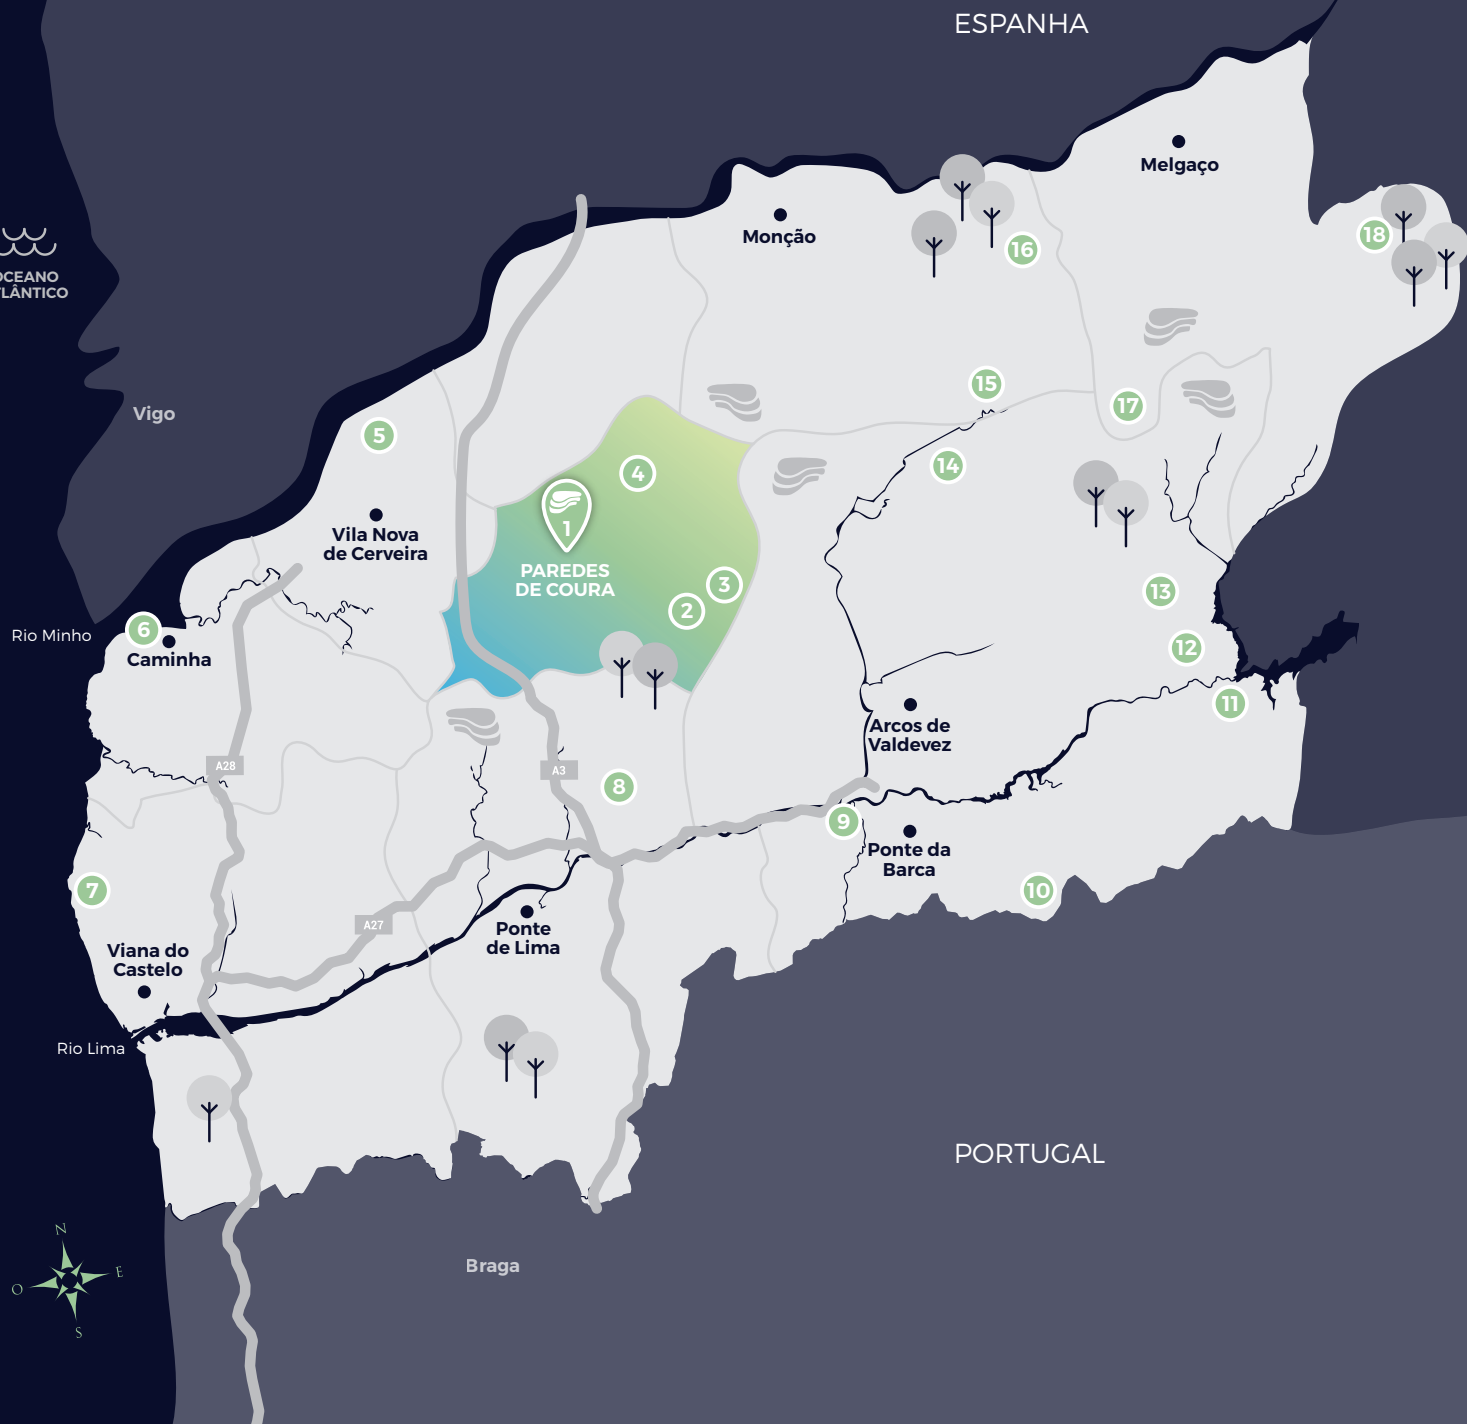 ESPANHA
Melgaço
Monção
16
18
OCEANO
TLÂNTICO
15
17
Vigo
5
14
4
1
Vila Nova
de Cerveira
PAREDES
DE COURA
3
13
2
Rio Minho
6
Caminha
12
11
Arcos de
Valdevez
A28
A3
8
9
Ponte da
Barca
7
10
A27
Ponte
de Lima
Viana do
Castelo
Rio Lima
PORTUGAL
N
E
O
S
Braga